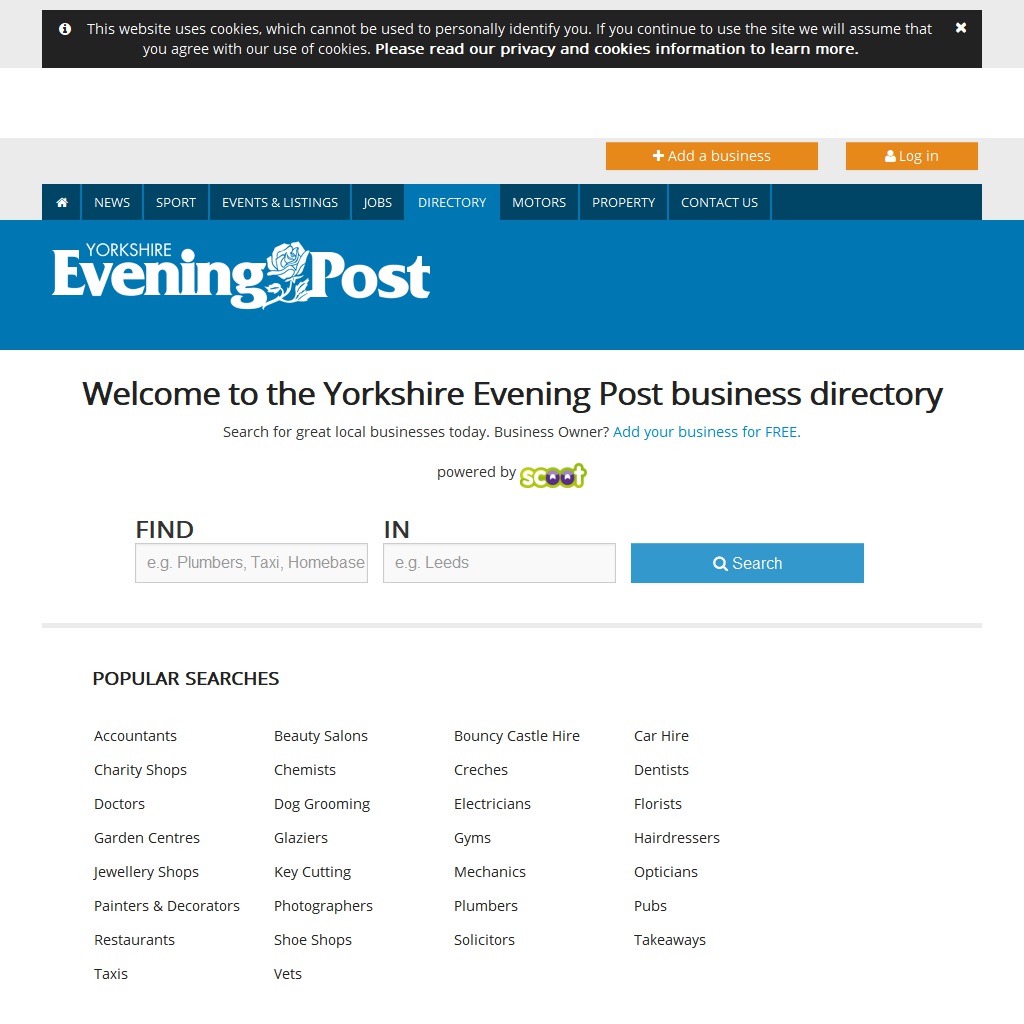 This website uses cookies, which cannot be used to personally identify you. If you continue to use the site we will assume that
you agree with our use of cookies. Please read our privacy and cookies information to learn more.
Add a business Log in
NEWS SPORT EVENTS & LISTINGS JOBS DIRECTORY MOTORS PROPERTY CONTACT US
YORKSHIRE
Evening Post
Welcome to the Yorkshire Evening Post business directory
Search for great local businesses today. Business Owner? Add your business for FREE.
powered by scoot
FIND IN
e.g. Plumbers, Taxi, Homebase e.g. Leeds Search
POPULAR SEARCHES
Accountants Beauty Salons Bouncy Castle Hire Car Hire
Charity Shops Chemists Creches Dentists
Doctors Dog Grooming Electricians Florists
Garden Centres Glaziers Gyms Hairdressers
Jewellery Shops Key Cutting Mechanics Opticians
Painters & Decorators Photographers Plumbers Pubs
Restaurants Shoe Shops Solicitors Takeaways
Taxis Vets